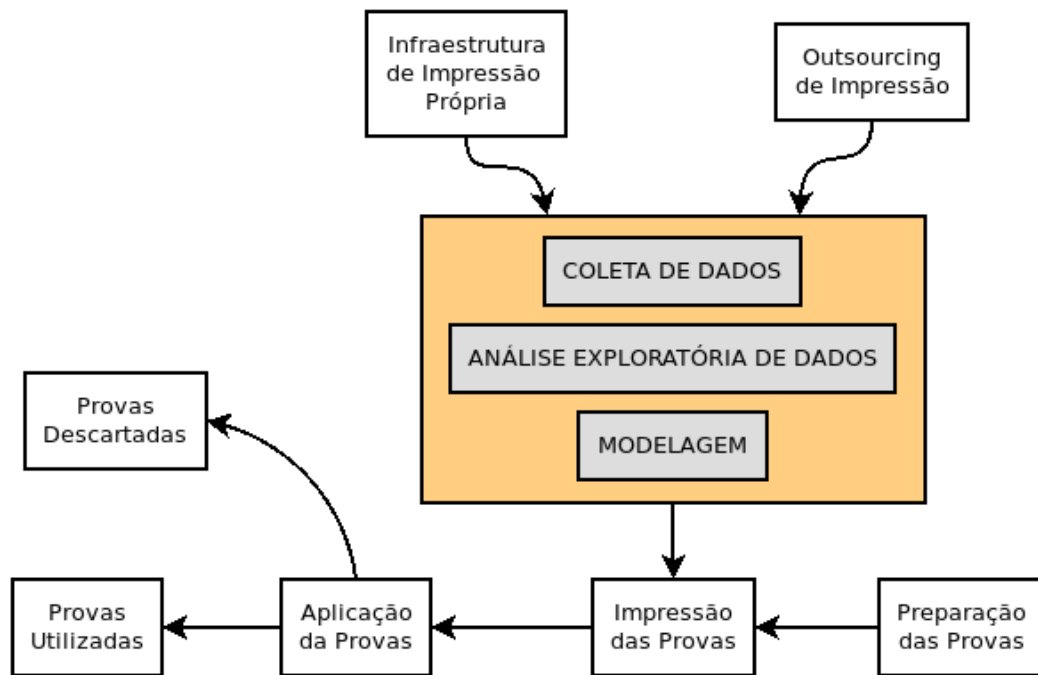 Infraestrutura
de Impressão
Própria
Outsourcing
de Impressão
COLETA DE DADOS
ANÁLISE EXPLORATÓRIA DE DADOS
MODELAGEM
Provas
Descartadas
Provas
Utilizadas
Aplicação
da Provas
Impressão
das Provas
Preparação
das Provas